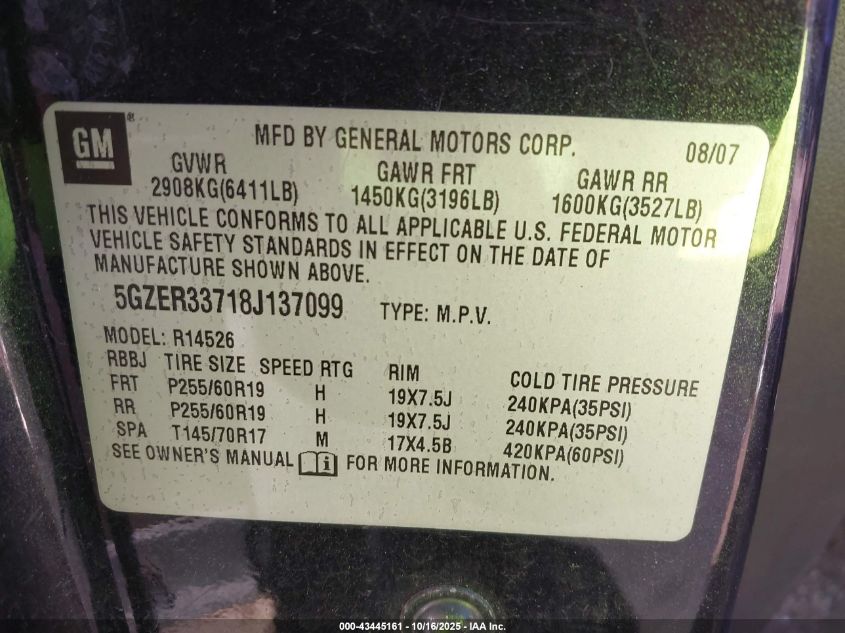 GM
®
MFD BY GENERAL MOTORS CORP. 08/07
GVWR GAWR FRT GAWR RR
2908KG(6411LB) 1450KG(3196LB) 1600KG(3527LB)
THIS VEHICLE CONFORMS TO ALL APPLICABLE U.S. FEDERAL MOTOR
VEHICLE SAFETY STANDARDS IN EFFECT ON THE DATE OF
MANUFACTURE SHOWN ABOVE.
5GZER33718J137099 TYPE: M.P.V.
MODEL: R14526
RBBJ TIRE SIZE SPEED RTG RIM COLD TIRE PRESSURE
FRT P255/60R19 H 19X7.5J 240KPA(35PSI)
RR P255/60R19 H 19X7.5J 240KPA(35PSI)
SPA T145/70R17 M 17X4.5B 420KPA(60PSI)
SEE OWNER'S MANUAL FOR MORE INFORMATION.
000-43445161 - 10/16/2025 - IAA Inc.